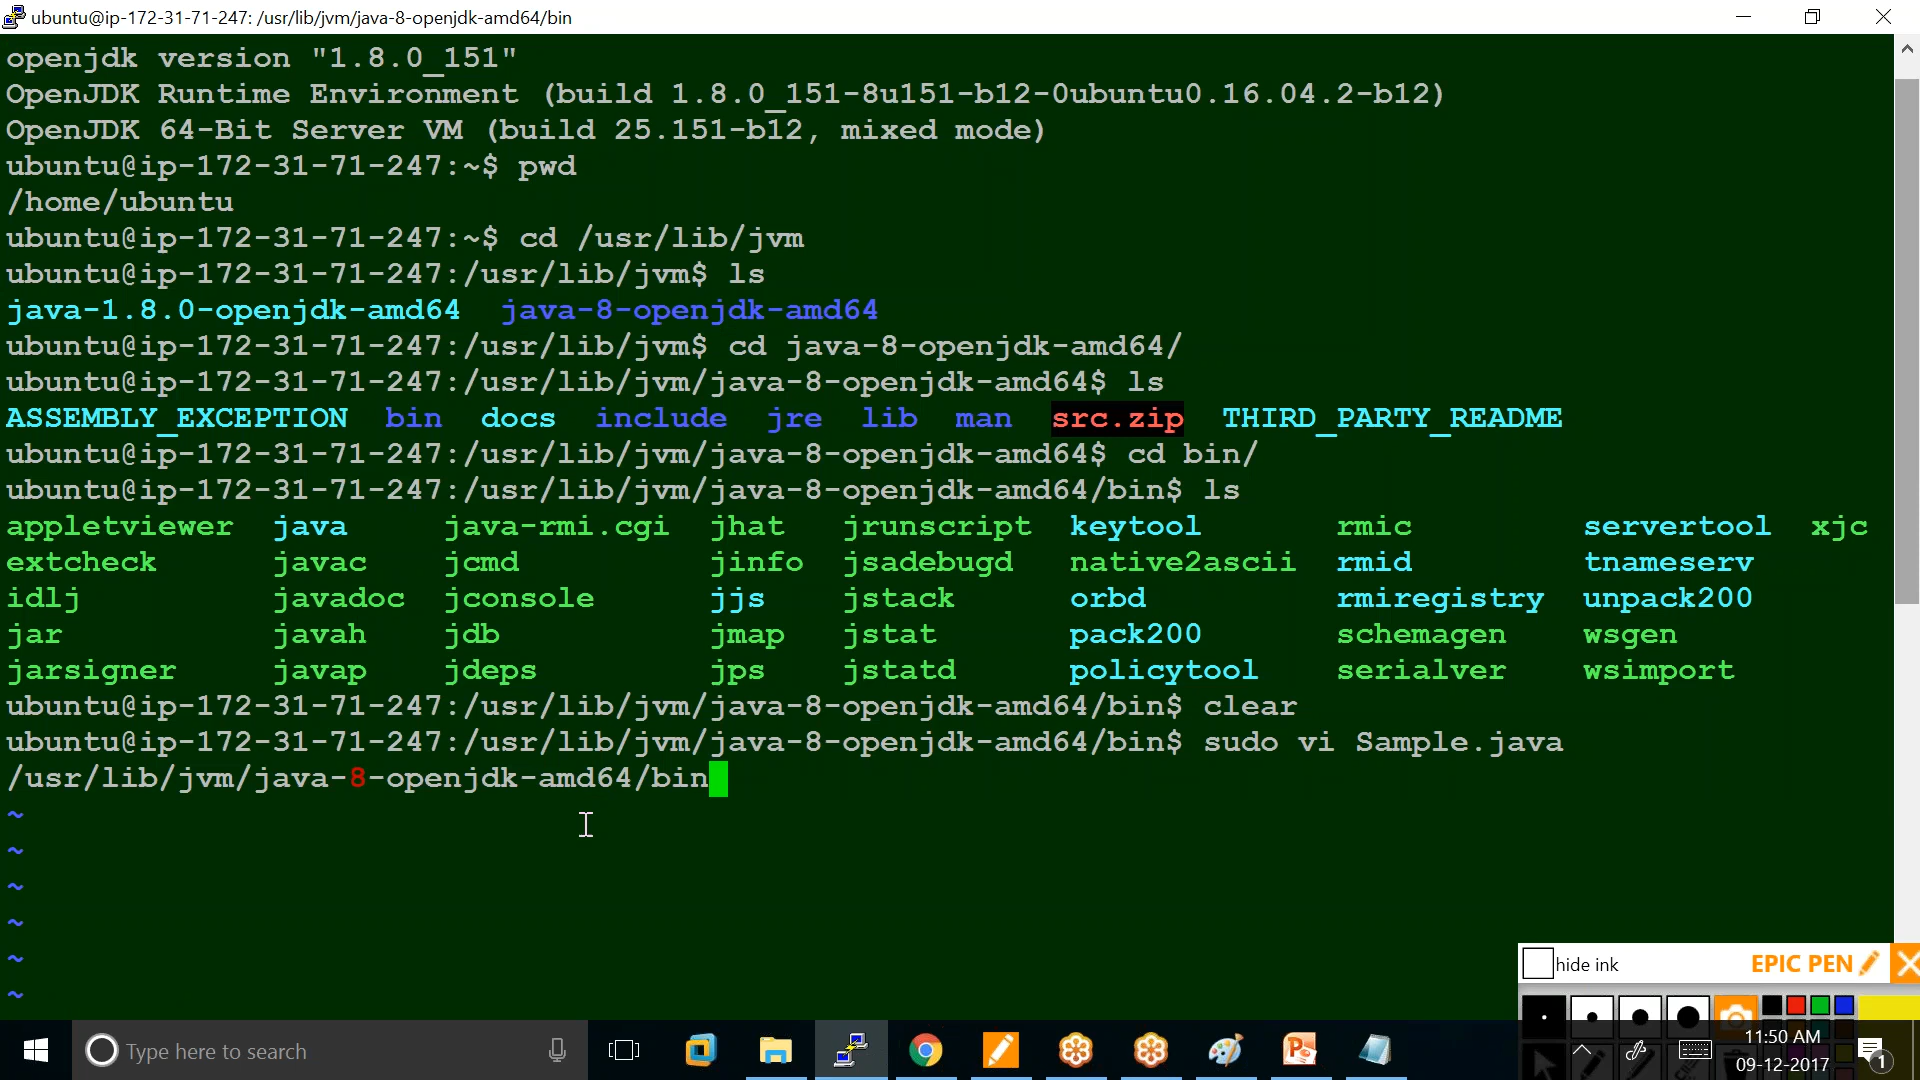 ubuntu@ip-172-31-71-247: /usr/lib/jvm/java-8-openjdk-amd64/bin
openjdk version "1.8.0_151"
OpenJDK Runtime Environment (build 1.8.0_151-8u151-b12-0ubuntu0.16.04.2-b12)
OpenJDK 64-Bit Server VM (build 25.151-b12, mixed mode)
ubuntu@ip-172-31-71-247:~$ pwd
/home/ubuntu
ubuntu@ip-172-31-71-247:~$ cd /usr/lib/jvm
ubuntu@ip-172-31-71-247:/usr/lib/jvm$ ls
java-1.8.0-openjdk-amd64 java-8-openjdk-amd64
ubuntu@ip-172-31-71-247:/usr/lib/jvm$ cd java-8-openjdk-amd64/
ubuntu@ip-172-31-71-247:/usr/lib/jvm/java-8-openjdk-amd64$ ls
ASSEMBLY_EXCEPTION bin docs include jre lib man src.zip THIRD_PARTY_README
ubuntu@ip-172-31-71-247:/usr/lib/jvm/java-8-openjdk-amd64$ cd bin/
ubuntu@ip-172-31-71-247:/usr/lib/jvm/java-8-openjdk-amd64/bin$ ls
appletviewer java java-rmi.cgi jhat jrunscript keytool rmic servertool xjc
extcheck javac jcmd jinfo jsadebugd native2ascii rmid tnameserv
idlj javadoc jconsole jjs jstack orbd rmiregistry unpack200
jar javah jdb jmap jstat pack200 schemagen wsgen
jarsigner javap jdeps jps jstatd policytool serialver wsimport
ubuntu@ip-172-31-71-247:/usr/lib/jvm/java-8-openjdk-amd64/bin$ clear
ubuntu@ip-172-31-71-247:/usr/lib/jvm/java-8-openjdk-amd64/bin$ sudo vi Sample.java
/usr/lib/jvm/java-8-openjdk-amd64/bin
~
~
~
~
~
~
hide ink EPIC PEN
Type here to search
11:50 AM
09-12-2017
1